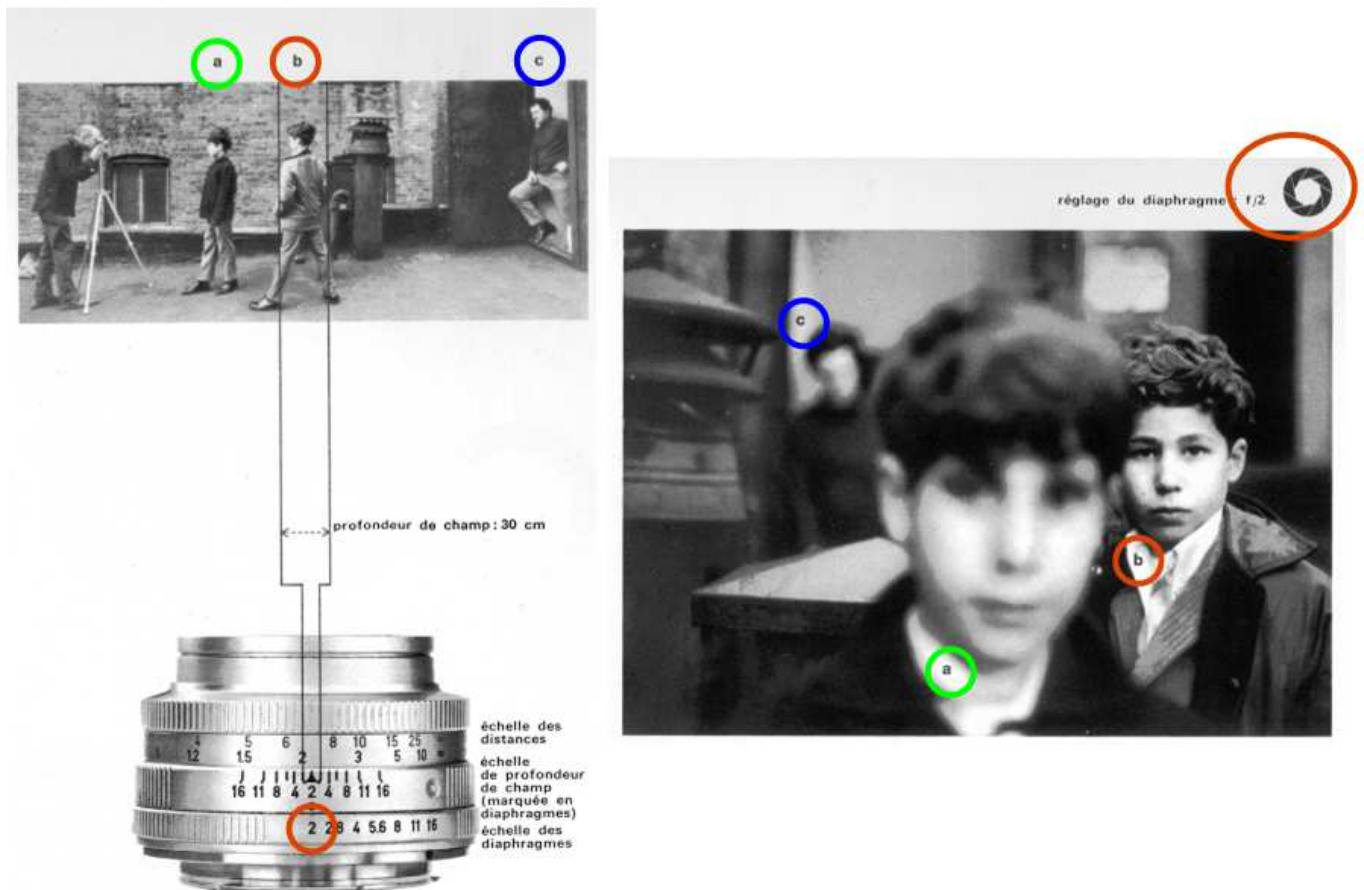 a b c
profondeur de champ : 30 cm
échelle des
distances
4 5 6 8 10 15 25 ∞
1.2 1.5 2 3 5 10 ∞
échelle
de profondeur
de champ
(marquée en
diaphragmes)
16 11 8 4 2 4 8 11 16
échelle des
diaphragmes
2 2.8 4 5.6 8 11 16
réglage du diaphragme : f/2
c
b
a